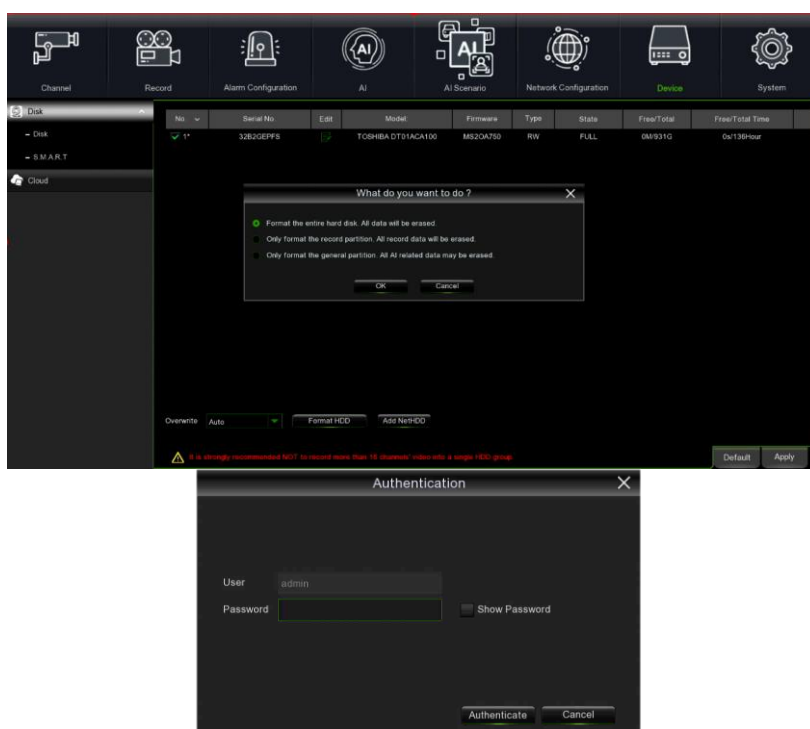 Channel Record Alarm Configuration AI AI Scenario Network Configuration Device System
Disk
– Disk
– S.M.A.R.T
Cloud
No. Serial No. Edit Model Firmware Type State Free/Total Free/Total Time
1* 32B2GEPFS TOSHIBA DT01ACA100 MS2OA750 RW FULL 0M/931G 0s/136Hour
What do you want to do ?
Format the entire hard disk. All data will be erased.
Only format the record partition. All record data will be erased.
Only format the general partition. All AI related data may be erased.
OK Cancel
Overwrite Auto Format HDD Add NetHDD
It is strongly recommended NOT to record more than 16 channels' video into a single HDD group.
Default Apply
Authentication
User admin
Password Show Password
Authenticate Cancel